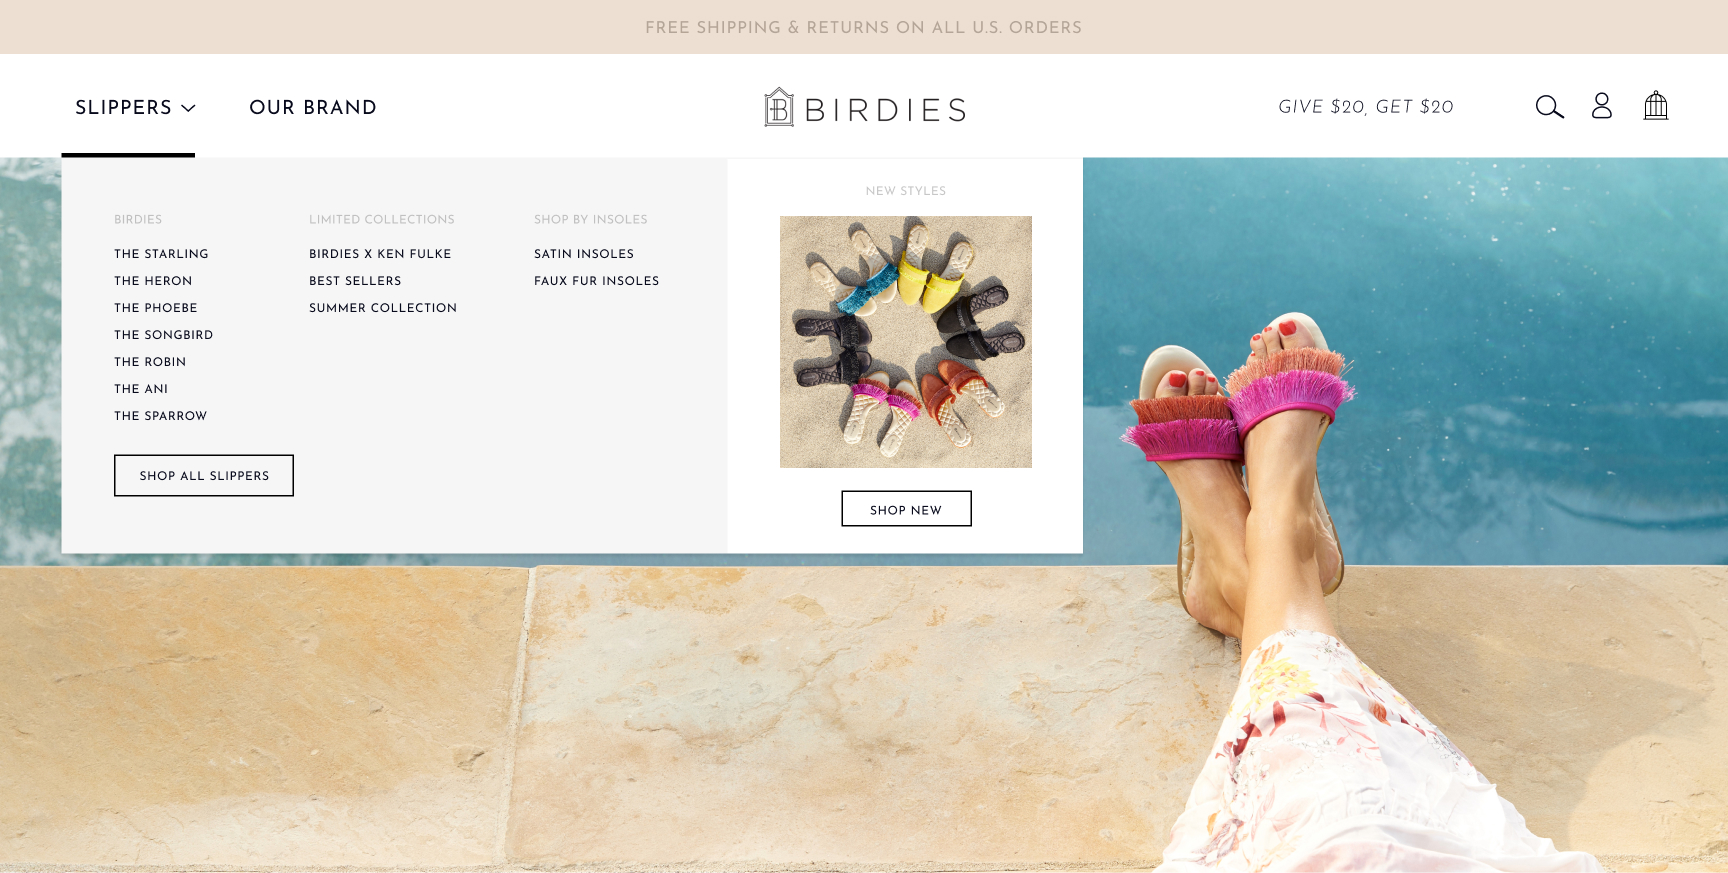 FREE SHIPPING & RETURNS ON ALL U.S. ORDERS
SLIPPERS
OUR BRAND
B BIRDIES
GIVE $20, GET $20
BIRDIES
THE STARLING
THE HERON
THE PHOEBE
THE SONGBIRD
THE ROBIN
THE ANI
THE SPARROW
SHOP ALL SLIPPERS
LIMITED COLLECTIONS
BIRDIES X KEN FULKE
BEST SELLERS
SUMMER COLLECTION
SHOP BY INSOLES
SATIN INSOLES
FAUX FUR INSOLES
NEW STYLES
SHOP NEW